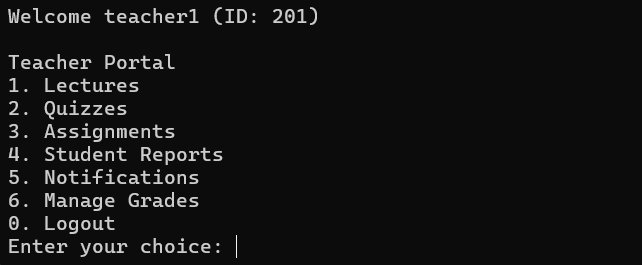 Welcome teacher1 (ID: 201)
Teacher Portal
1. Lectures
2. Quizzes
3. Assignments
4. Student Reports
5. Notifications
6. Manage Grades
0. Logout
Enter your choice: